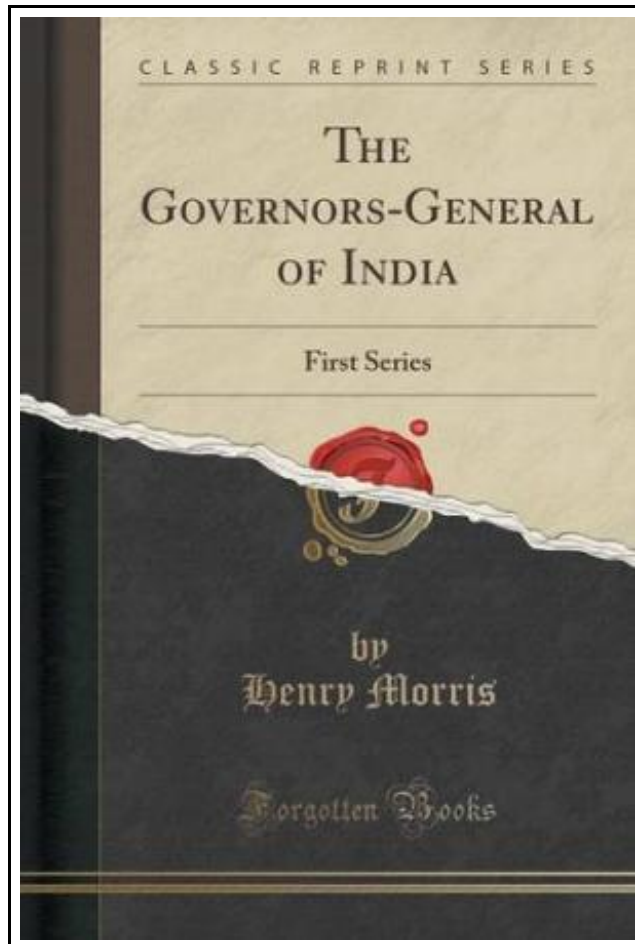 CLASSIC REPRINT SERIES
THE
GOVERNORS-GENERAL
OF INDIA
First Series
by
Henry Morris
Forgotten Books